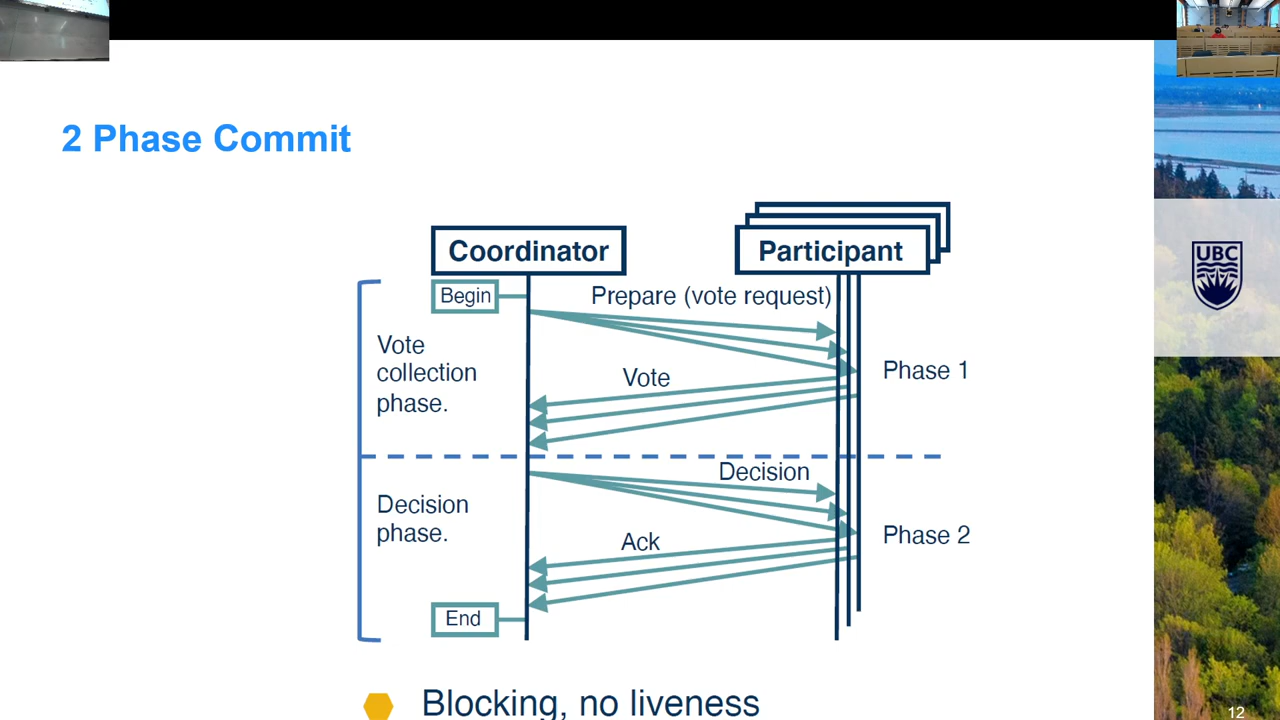 2 Phase Commit
Coordinator
Participant
Begin
Prepare (vote request)
Vote
collection
phase.
Vote
Phase 1
Decision
Decision
phase.
Ack
Phase 2
End
Blocking, no liveness
UBC
12